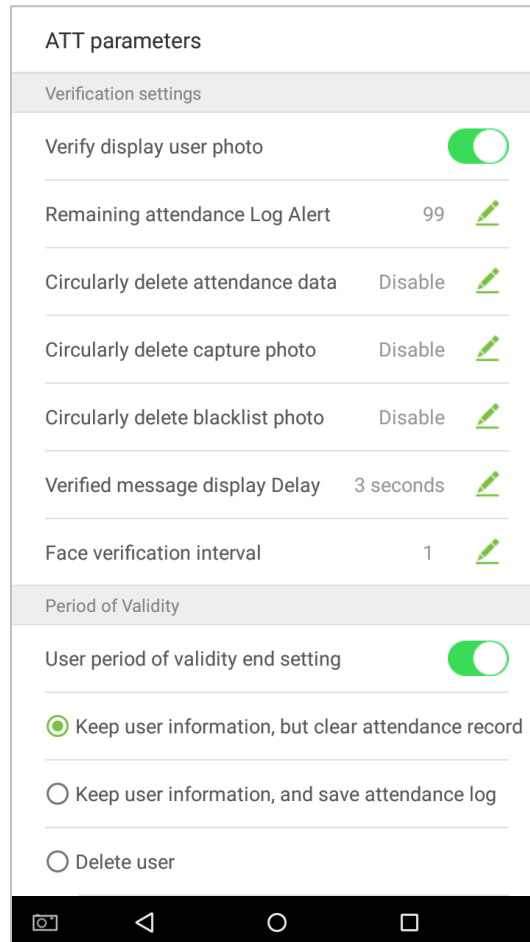 ATT parameters
Verification settings
Verify display user photo
Remaining attendance Log Alert 99
Circularly delete attendance data Disable
Circularly delete capture photo Disable
Circularly delete blacklist photo Disable
Verified message display Delay 3 seconds
Face verification interval 1
Period of Validity
User period of validity end setting
Keep user information, but clear attendance record
Keep user information, and save attendance log
Delete user